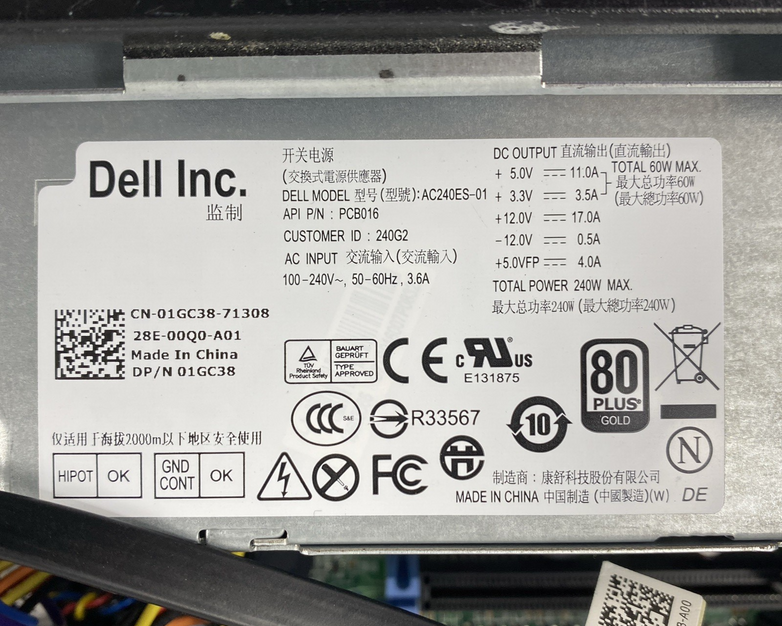 Dell Inc.
监制
开关电源
(交換式電源供應器)
DELL MODEL 型号(型號): AC240ES-01
API P/N : PCB016
CUSTOMER ID : 240G2
AC INPUT 交流输入(交流輸入)
100-240V~, 50-60Hz , 3.6A
DC OUTPUT 直流输出(直流輸出)
+ 5.0V 11.0A
+ 3.3V 3.5A
TOTAL 60W MAX.
最大总功率60W
(最大總功率60W)
+12.0V 17.0A
-12.0V 0.5A
+5.0VFP 4.0A
TOTAL POWER 240W MAX.
最大总功率240W (最大總功率240W)
CN-01GC38-71308
28E-00Q0-A01
Made In China
DP/N 01GC38
TÜV
Rheinland
Product Safety
BAUART
GEPRÜFT
TYPE
APPROVED
CE
c RU® US
E131875
80
PLUS®
GOLD
CCC S&E
R33567
10
N
仅适用于海拔2000m以下地区安全使用
HIPOT OK
GND
CONT OK
FC
制造商 : 康舒科技股份有限公司
MADE IN CHINA 中国制造 (中國製造)(W) DE
-A00